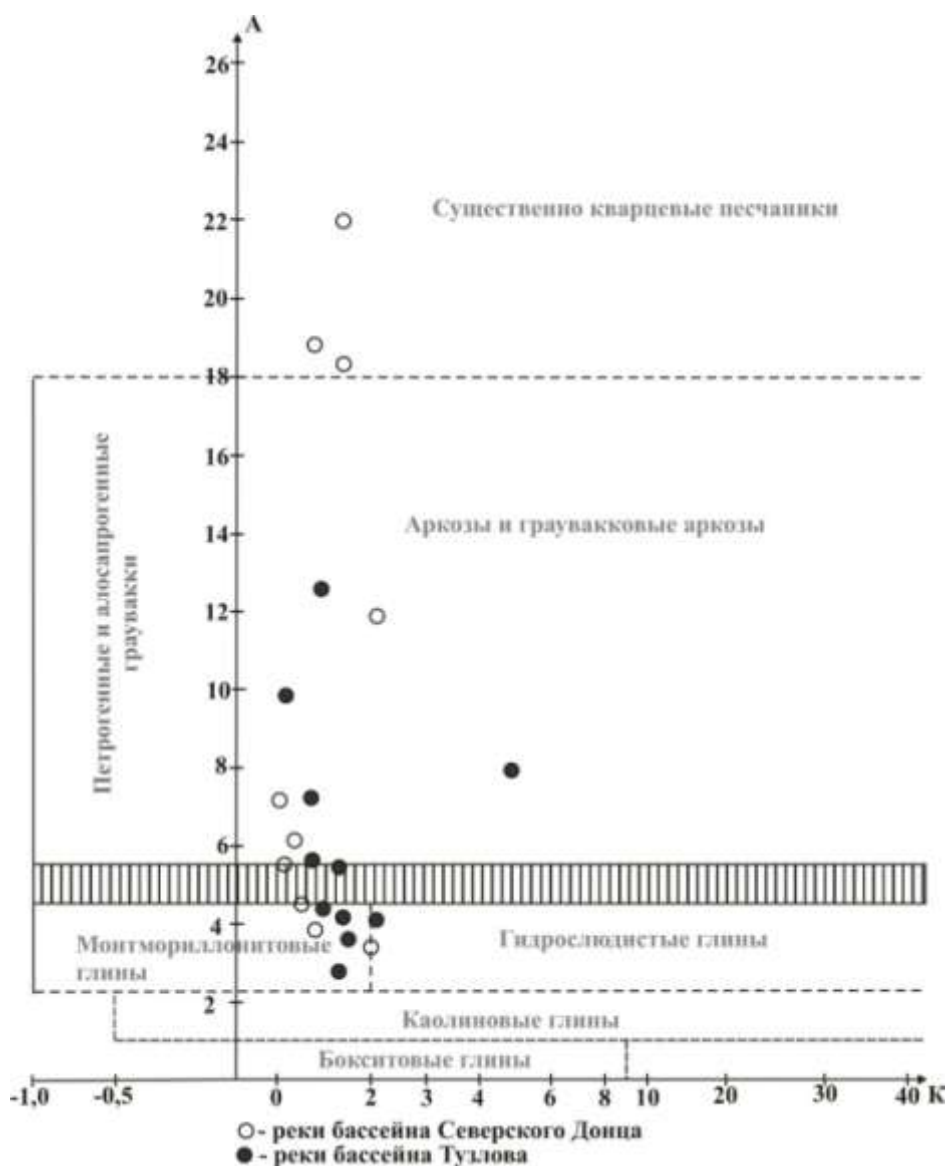 А
26
24
22
Существенно кварцевые песчаники
20
18
16
Петрогенные и алосапрогенные
граувакки
Аркозы и граувакковые аркозы
14
12
10
8
6
4
Монтмориллонитовые
глины
Гидрослюдистые глины
2
Каолиновые глины
Бокситовые глины
-1,0 -0,5 0 2 3 4 6 8 10 20 30 40 К
- реки бассейна Северского Донца
- реки бассейна Тузлова